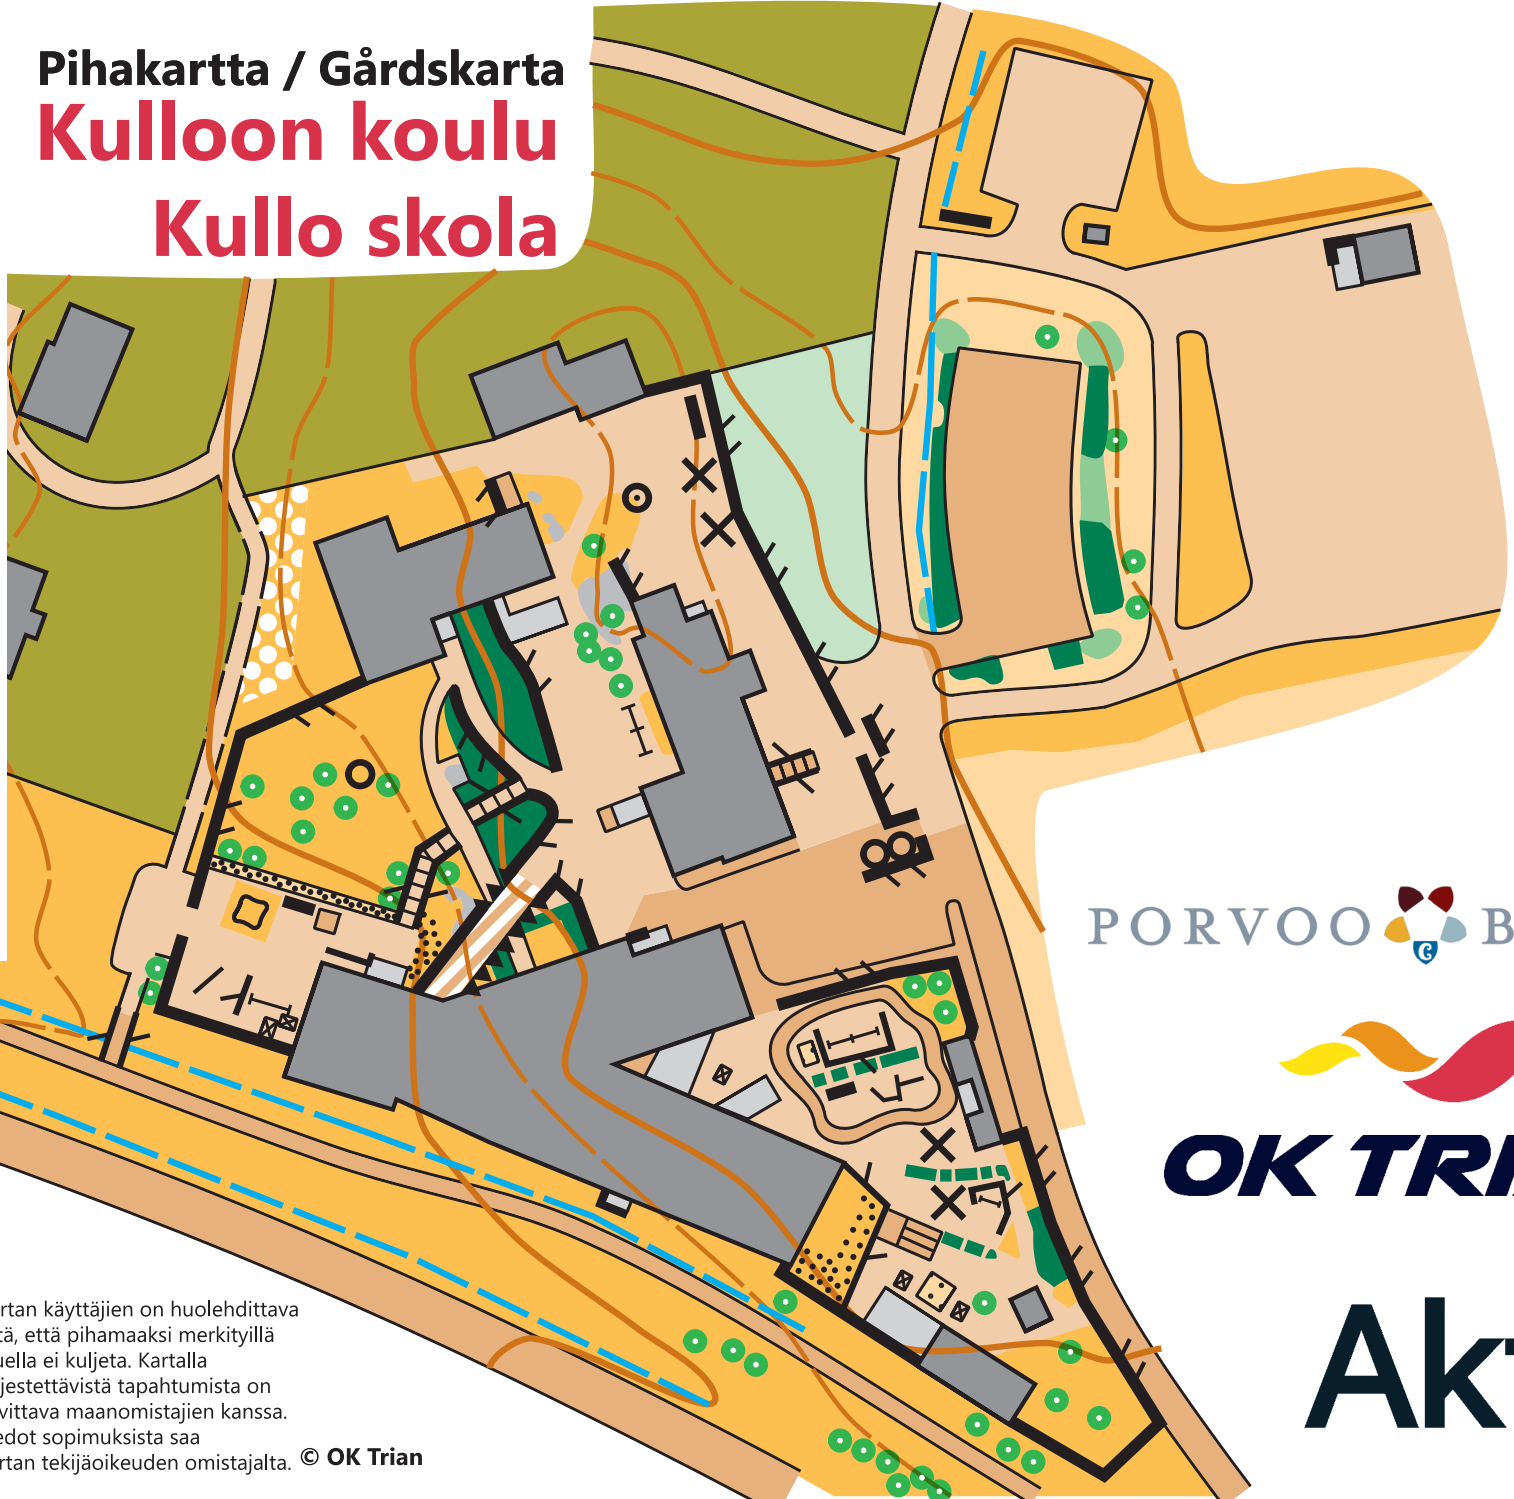 Pihakartta / Gårdskarta
Kulloon koulu
Kullo skola
PORVOO
OK TRI
Ak
rtan käyttäjien on huolehdittava
tä, että pihamaaksi merkityillä
uella ei kuljeta. Kartalla
jestettävistä tapahtumista on
vittava maanomistajien kanssa.
edot sopimuksista saa
rtan tekijäoikeuden omistajalta. © OK Trian